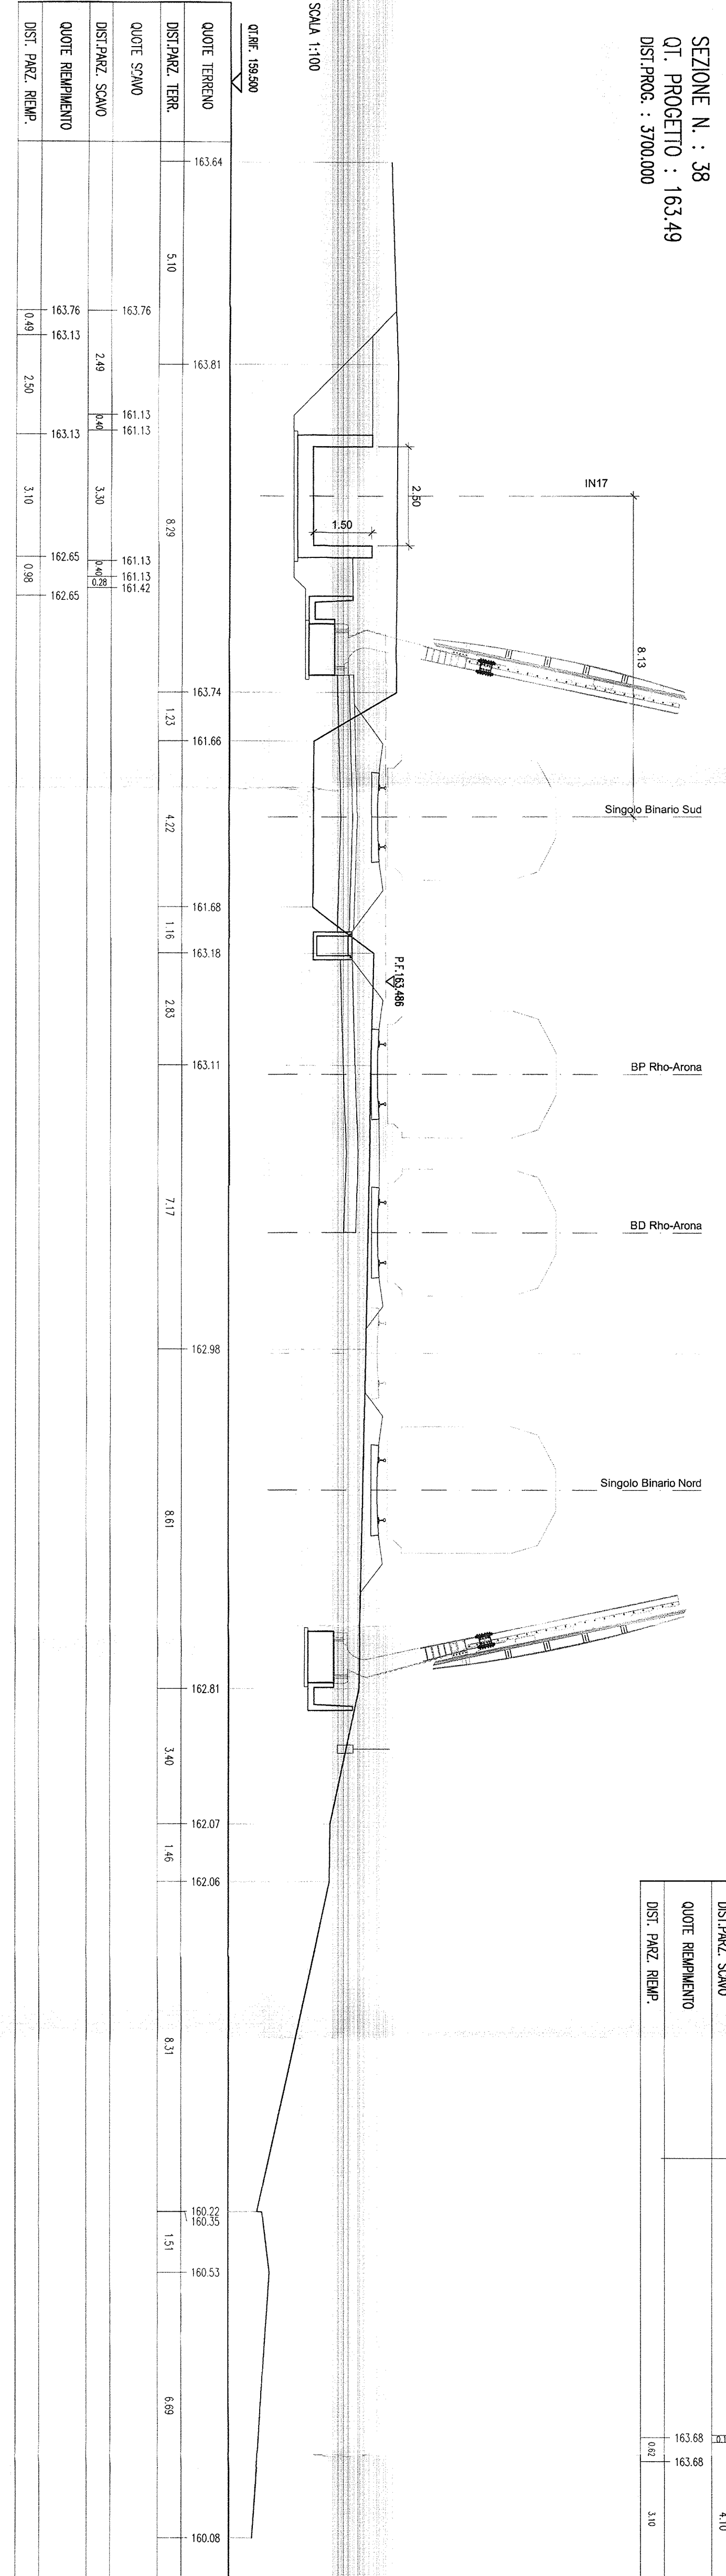 SEZIONE N. : 38
QT. PROGETTO : 163.49
DIST.PROG. : 3700.000
SCALA 1:100
QT.RIF. 159.500
IN17
8.13
2.50
1.50
Singolo Binario Sud
P.F.163.486
BP Rho-Arona
BD Rho-Arona
Singolo Binario Nord
QUOTE TERRENO
163.64 163.81 163.74 161.66 161.68 163.18 163.11 162.98 162.81 162.07 162.06 160.22 160.35 160.53 160.08
DIST.PARZ. TERR.
5.10 8.29 1.23 4.22 1.16 2.83 7.17 8.61 3.40 1.46 8.31 1.51 6.69
QUOTE SCAVO
163.76 161.13 161.13 161.13 161.13 161.42
DIST.PARZ. SCAVO
2.49 0.40 3.30 0.40 0.28
QUOTE RIEMPIMENTO
163.76 163.13 163.13 162.65 162.65
DIST. PARZ. RIEMP.
0.49 2.50 3.10 0.98
DIST.PARZ. SCAVO
4.10
QUOTE RIEMPIMENTO
163.68 163.68
DIST. PARZ. RIEMP.
0.62 3.10